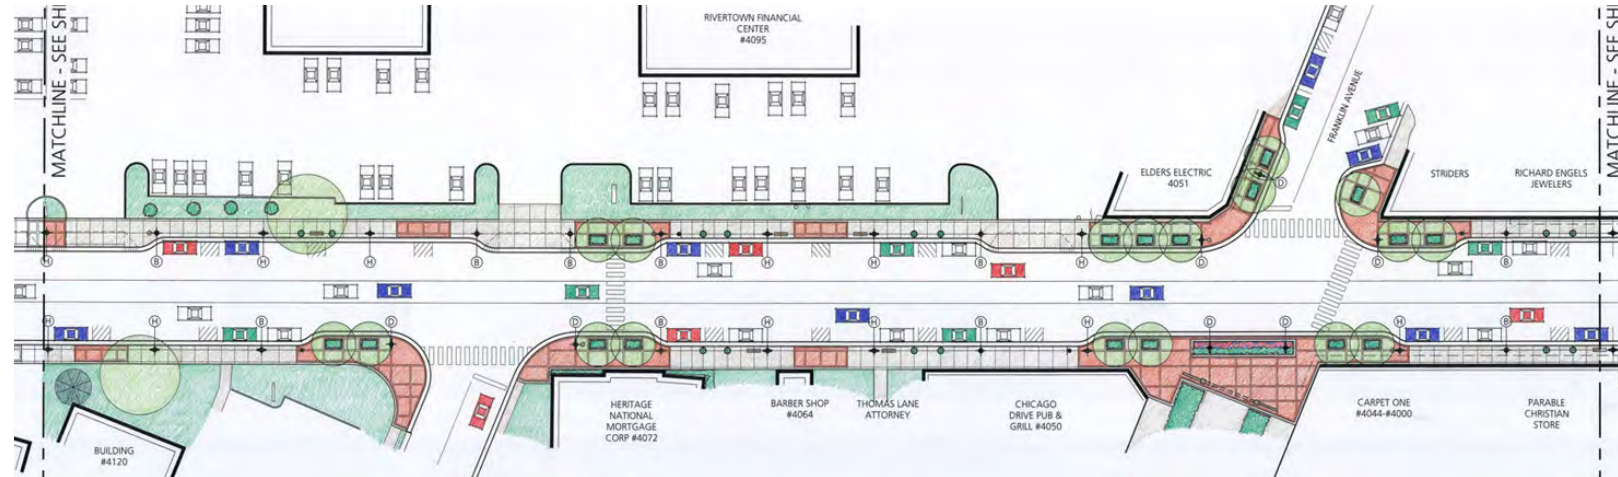 MATCHLINE - SEE SH
RIVERTOWN FINANCIAL
CENTER
#4095
FRANKLIN AVENUE
MATCHLINE - SEE SH
ELDERS ELECTRIC
4051
STRIDERS
RICHARD ENGELS
JEWELERS
D
D
H
B
H
H
B
B
B
H
H
B
H
D
D
B
H
H
H
B
D
D
B
H
H
B
H
D
D
B
H
BUILDING
#4120
HERITAGE
NATIONAL
MORTGAGE
CORP #4072
BARBER SHOP
#4064
THOMAS LANE
ATTORNEY
CHICAGO
DRIVE PUB &
GRILL #4050
CARPET ONE
#4044-#4000
PARABLE
CHRISTIAN
STORE